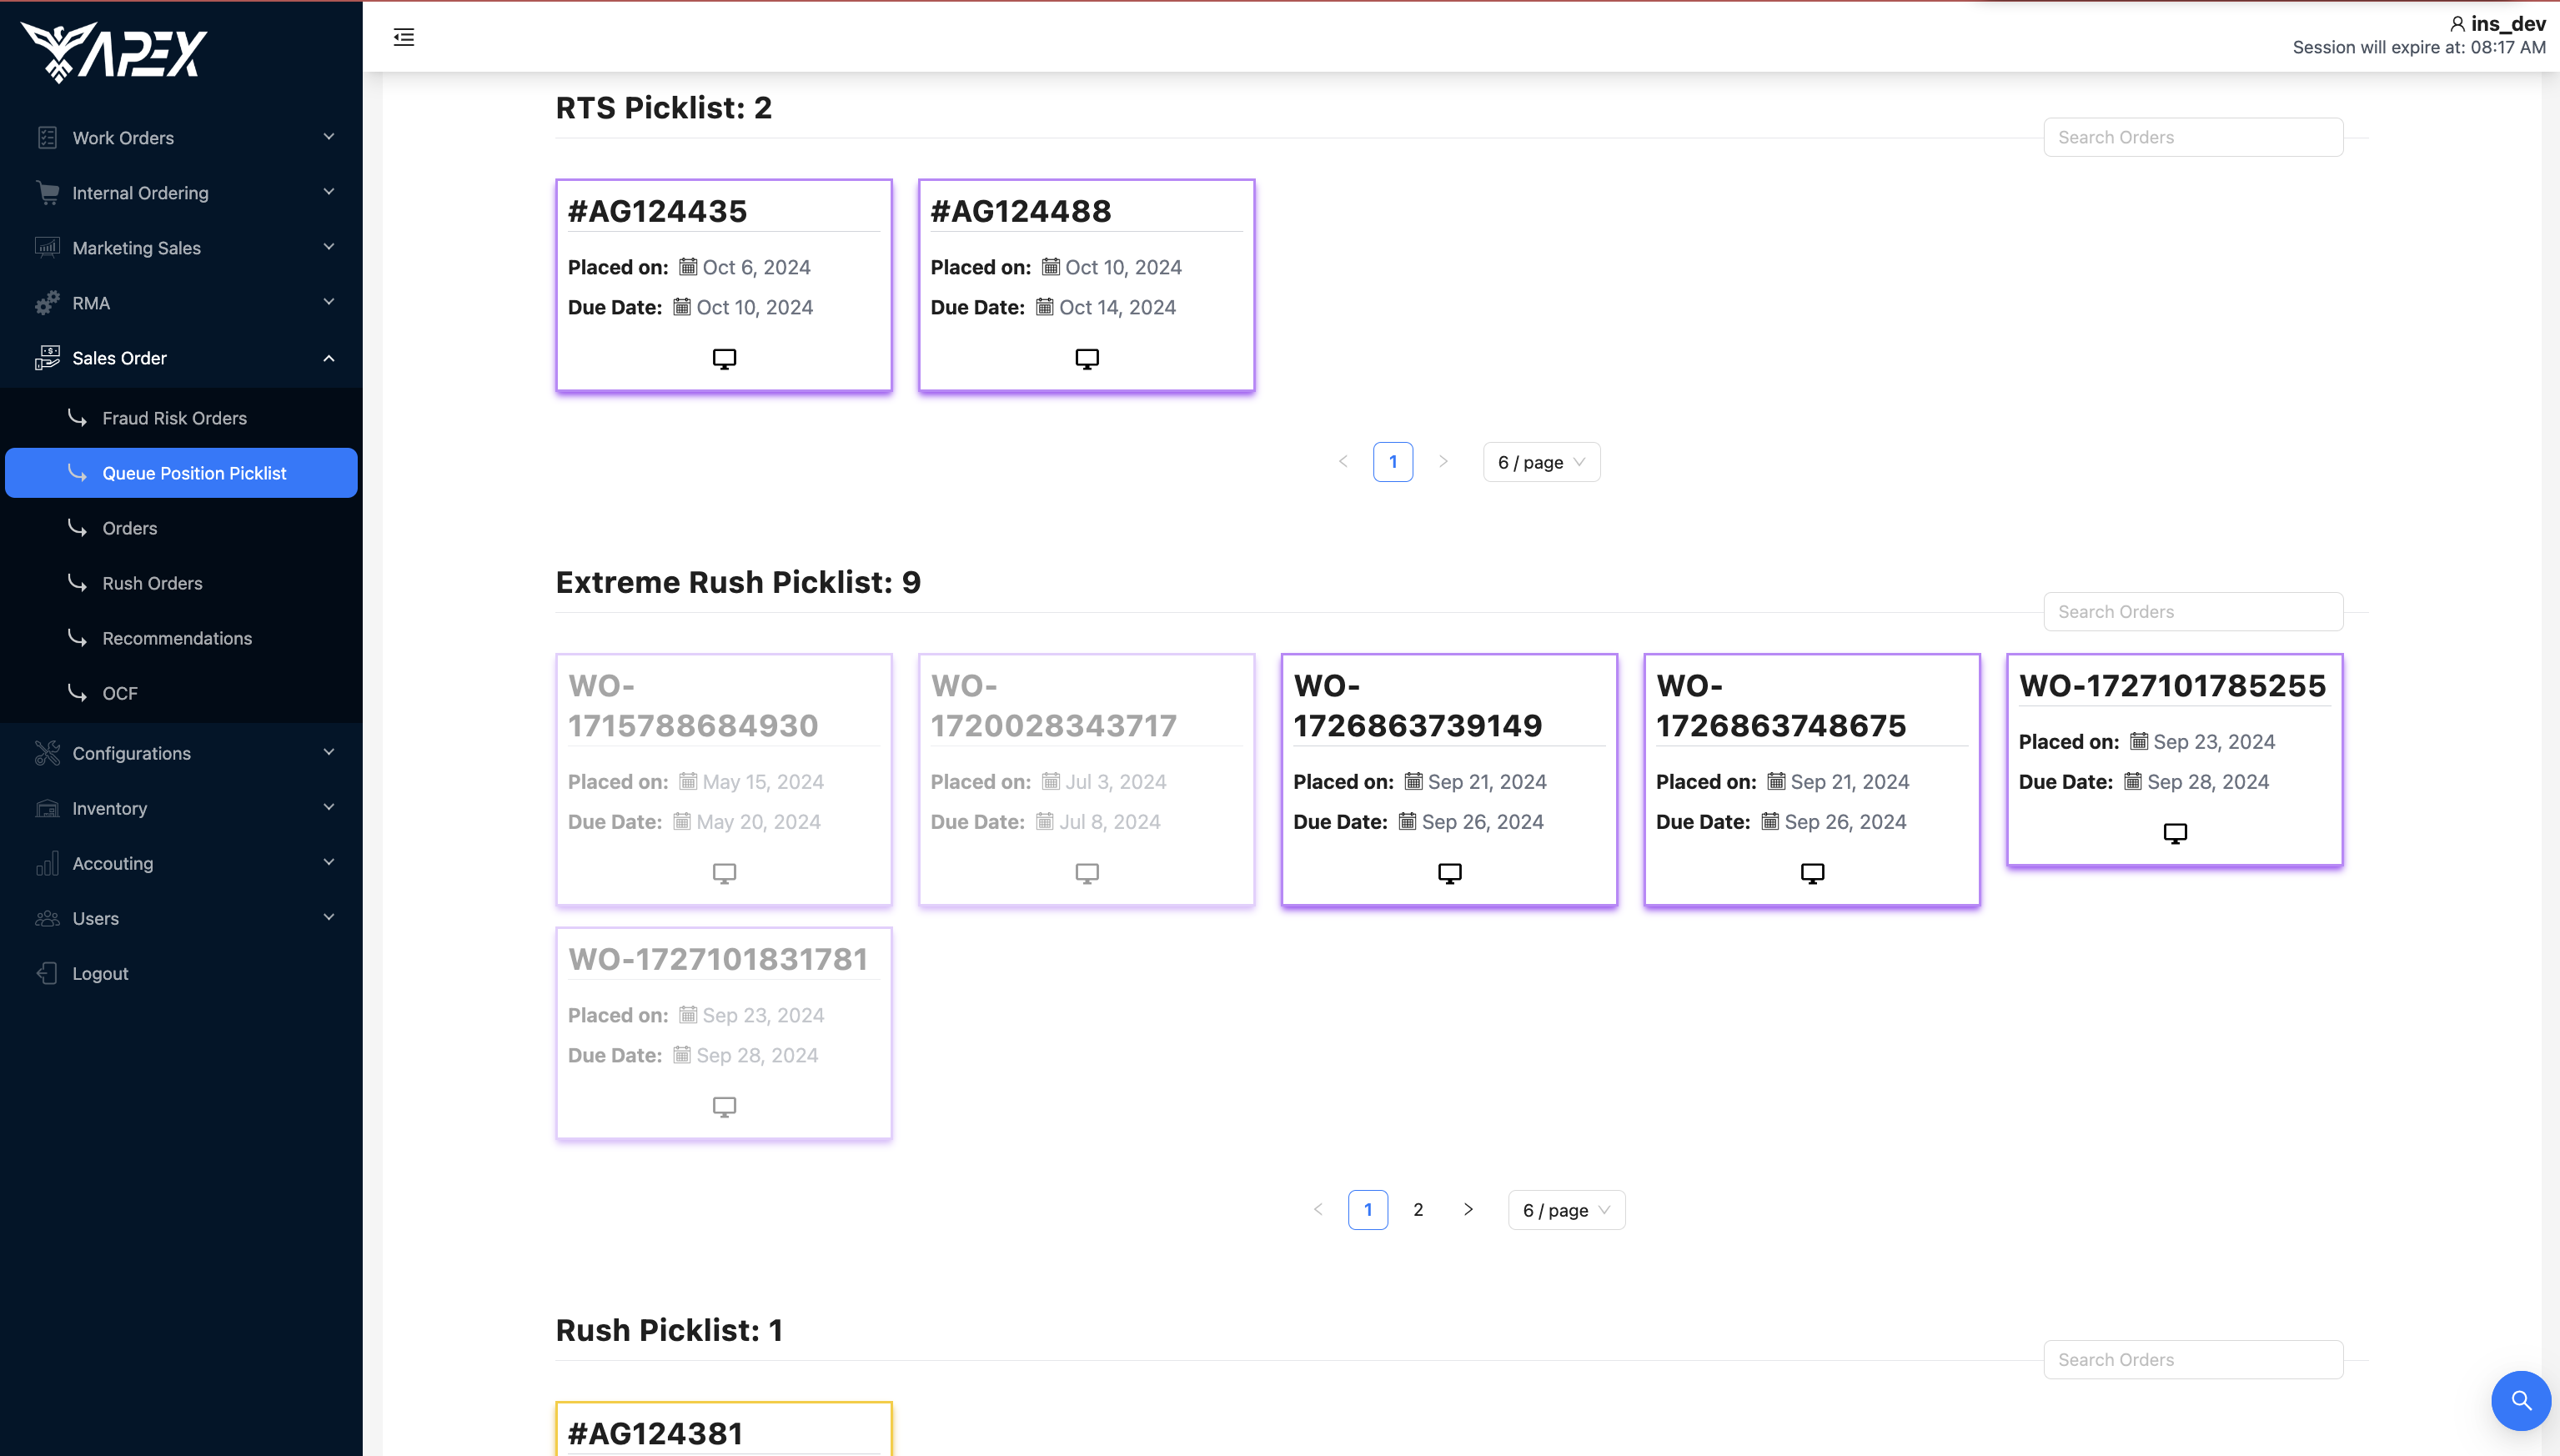 APEX
ins_dev
Session will expire at: 08:17 AM
Work Orders
Internal Ordering
Marketing Sales
RMA
Sales Order
Fraud Risk Orders
Queue Position Picklist
Orders
Rush Orders
Recommendations
OCF
Configurations
Inventory
Accouting
Users
Logout
RTS Picklist: 2
Search Orders
#AG124435
Placed on: Oct 6, 2024
Due Date: Oct 10, 2024
#AG124488
Placed on: Oct 10, 2024
Due Date: Oct 14, 2024
1
6 / page
Extreme Rush Picklist: 9
Search Orders
WO-
1715788684930
Placed on: May 15, 2024
Due Date: May 20, 2024
WO-
1720028343717
Placed on: Jul 3, 2024
Due Date: Jul 8, 2024
WO-
1726863739149
Placed on: Sep 21, 2024
Due Date: Sep 26, 2024
WO-
1726863748675
Placed on: Sep 21, 2024
Due Date: Sep 26, 2024
WO-1727101785255
Placed on: Sep 23, 2024
Due Date: Sep 28, 2024
WO-1727101831781
Placed on: Sep 23, 2024
Due Date: Sep 28, 2024
1 2
6 / page
Rush Picklist: 1
Search Orders
#AG124381